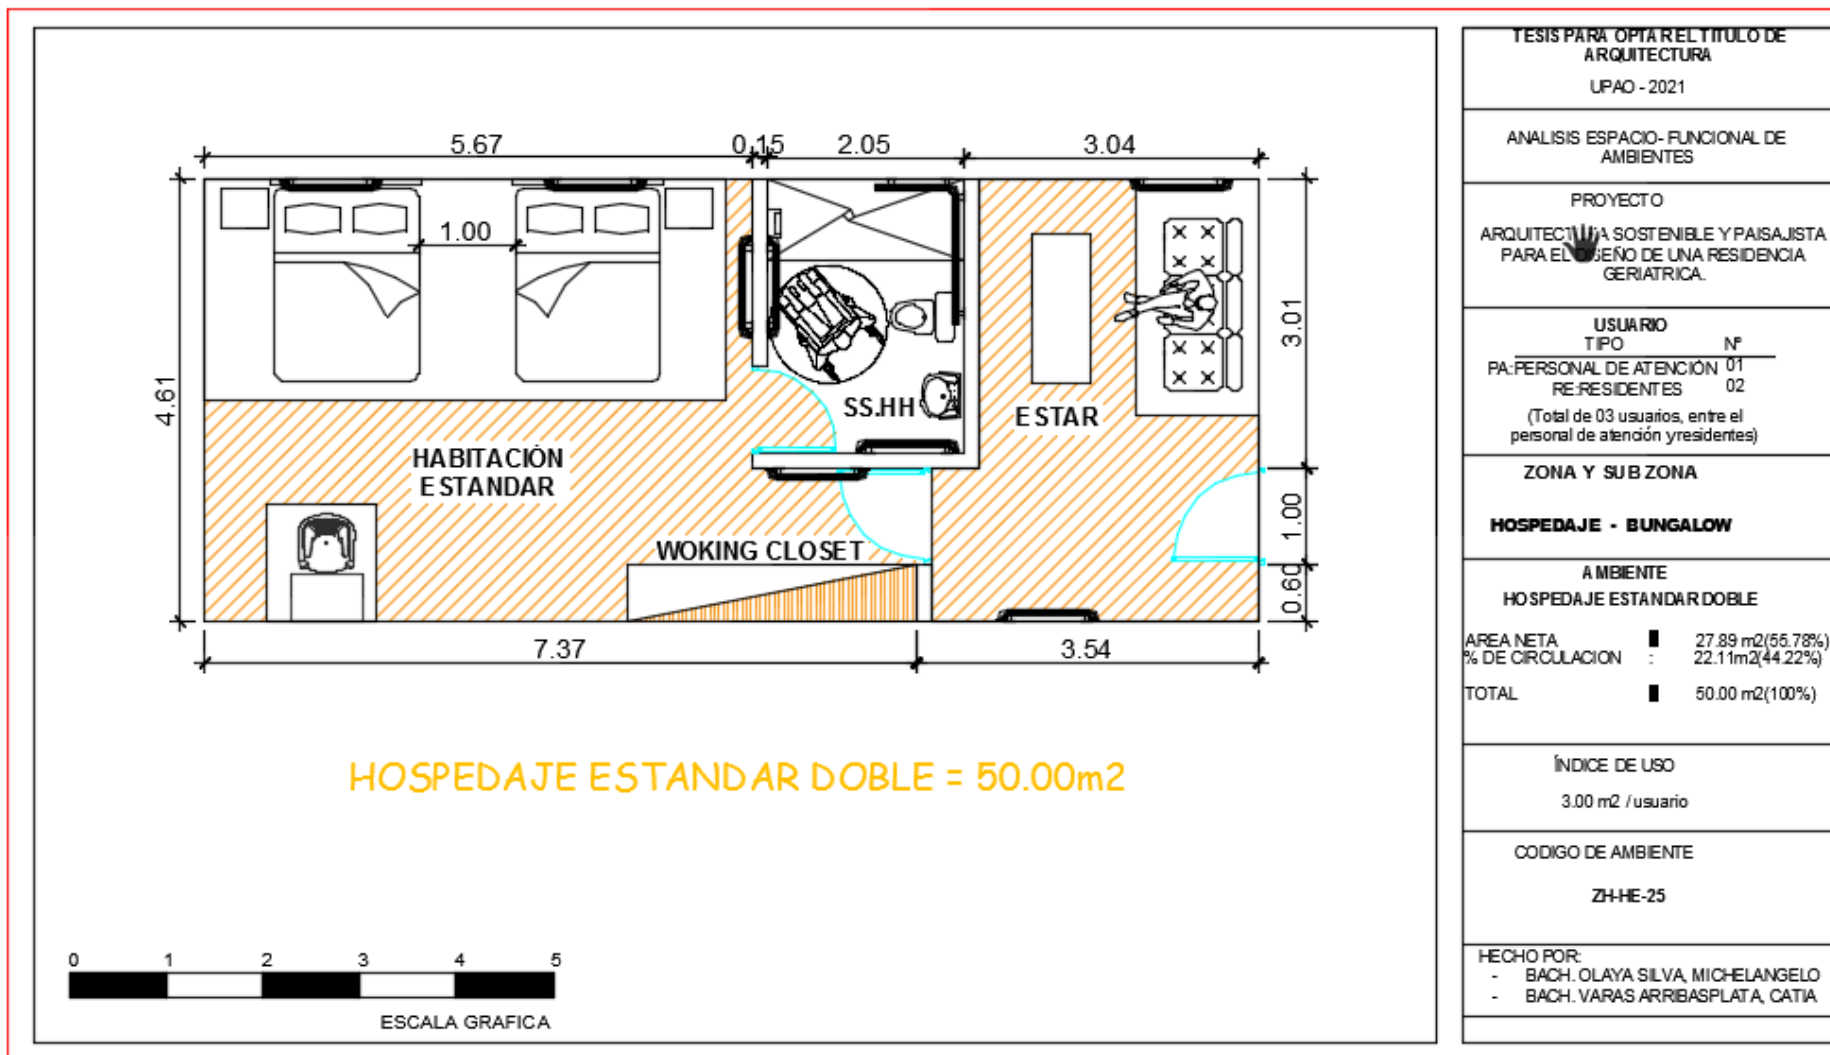 5.67 0.15 2.05 3.04
1.00
4.61
3.01
SS.HH
ESTAR
HABITACIÓN
ESTANDAR
1.00
WOKING CLOSET
0.60
7.37 3.54
HOSPEDAJE ESTANDAR DOBLE = 50.00m2
0 1 2 3 4 5
ESCALA GRAFICA
TESIS PARA OPTAR EL TITULO DE
ARQUITECTURA
UPAO - 2021
ANALISIS ESPACIO- FUNCIONAL DE
AMBIENTES
PROYECTO
SOSTENIBLE Y PAISAJISTA
PARA EL DISEÑO DE UNA RESIDENCIA
GERIATRICA.
USUARIO
TIPO Nº
PA:PERSONAL DE ATENCIÓN 01
RE:RESIDENTES 02
(Total de 03 usuarios, entre el
personal de atención y residentes)
ZONA Y SUB ZONA
HOSPEDAJE - BUNGALOW
AMBIENTE
HOSPEDAJE ESTANDAR DOBLE
AREA NETA 27.89 m2(55.78%)
% DE CIRCULACION : 22.11m2(44.22%)
TOTAL 50.00 m2(100%)
ÍNDICE DE USO
3.00 m2 / usuario
CODIGO DE AMBIENTE
ZH-HE-25
HECHO POR:
- BACH. OLAYA SILVA, MICHELANGELO
- BACH. VARAS ARRIBASPLATA, CATIA